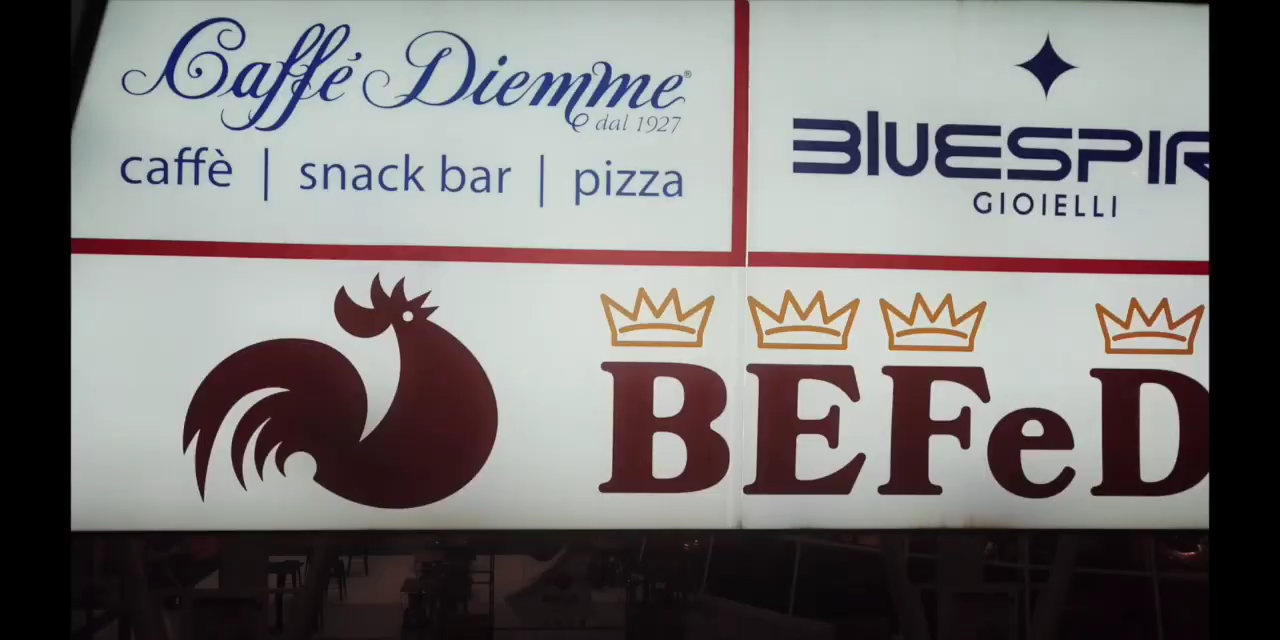 Caffé Diemme®
dal 1927
caffè | snack bar | pizza
BLUESPIR
GIOIELLI
BEFeD